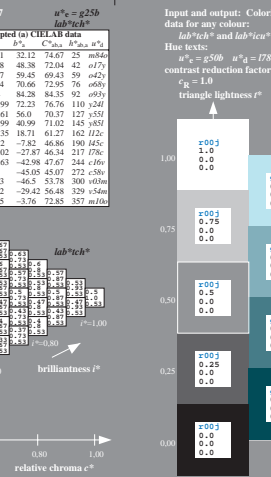 u*e = g25b
lab*tch*
pted (a) CIELAB data
b*a C*ab,a h*ab,a u*d
32.12 74.67 25 m84o
48.38 72.04 42 o17y
59.45 69.43 59 o42y
70.66 72.95 76 o68y
84.28 84.35 92 o93y
72.23 76.76 110 y24l
56.0 70.37 127 y55l
40.99 71.02 145 y85l
18.71 61.27 162 l12c
-7.82 46.86 190 l45c
-27.87 46.34 217 l78c
-42.98 47.67 244 c16v
-45.05 45.07 272 c58v
-46.5 53.78 300 v03m
-29.42 56.48 329 v54m
-3.76 72.85 357 m10o
lab*tch*
i*=1,00
i*=0,80
brilliantness i*
0,80 1,00
relative chroma c*
Input and output: Color
data for any colour:
lab*tch* and lab*icu*
Hue texts:
u*e = g50b u*d = l78
contrast reduction factor
cR = 1.0
triangle lightness t*
1,00
r00j
1.0
0.0
0.0
0,75
r00j
0.75
0.0
0.0
0,50
r00j
0.5
0.0
0.0
0,25
r00j
0.25
0.0
0.0
0,00
r00j
0.0
0.0
0.0